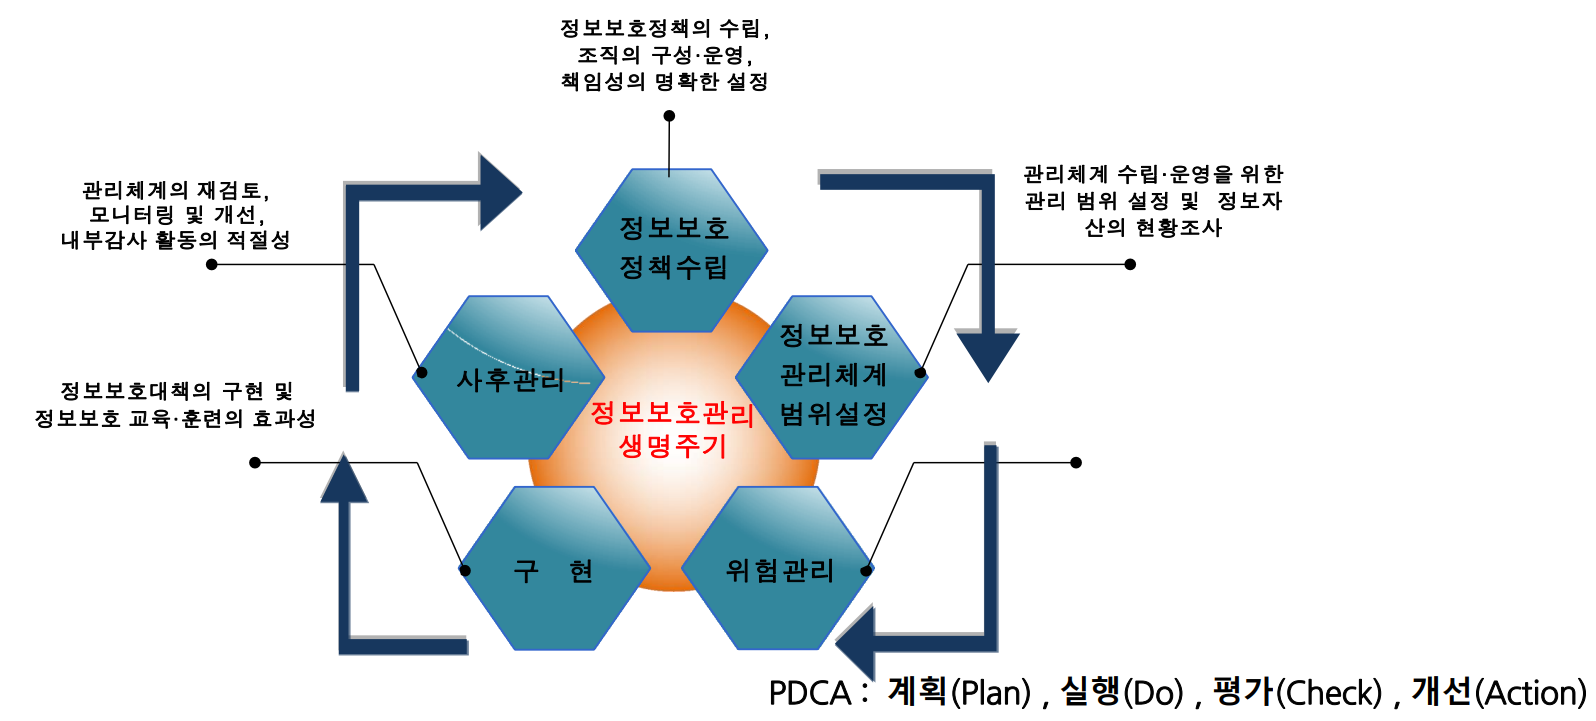 정보보호정책의 수립,
조직의 구성·운영,
책임성의 명확한 설정
관리체계의 재검토,
모니터링 및 개선,
내부감사 활동의 적절성
관리체계 수립·운영을 위한
관리 범위 설정 및 정보자
산의 현황조사
정보보호
정책수립
정보보호
관리체계
범위설정
사후관리
정보보호대책의 구현 및
정보보호 교육·훈련의 효과성
정보보호관리
생명주기
구 현
위험관리
PDCA : 계획(Plan) , 실행(Do) , 평가(Check) , 개선(Action)